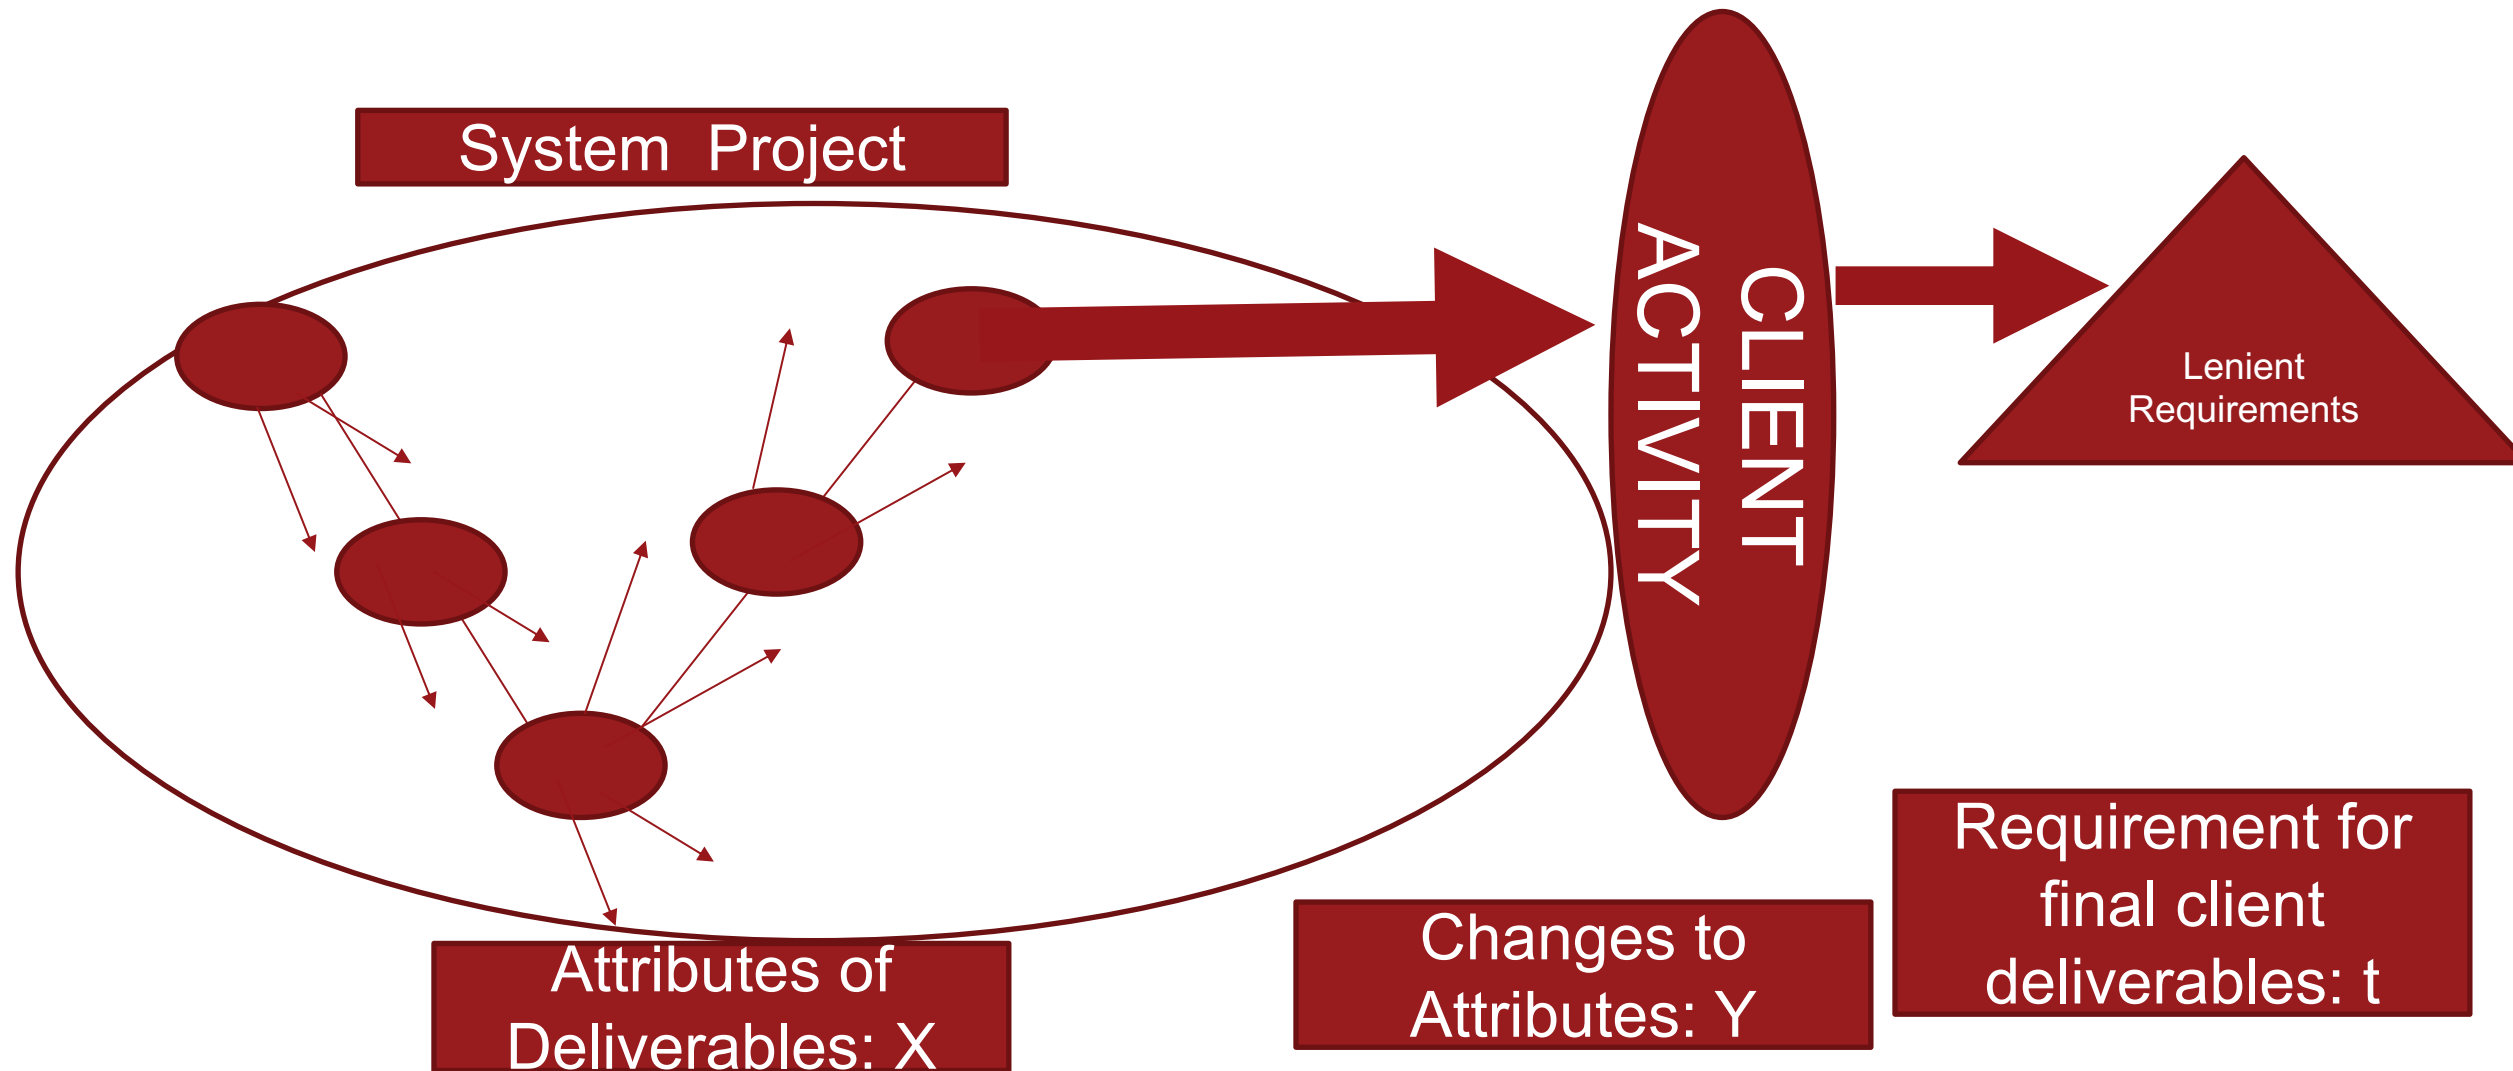 System  Project
CLIENT
ACTIVITY
Lenient
Requirements
Attributes of
Deliverables: X
Changes to
Attributes: Y
Requirement for
final client
deliverables: t